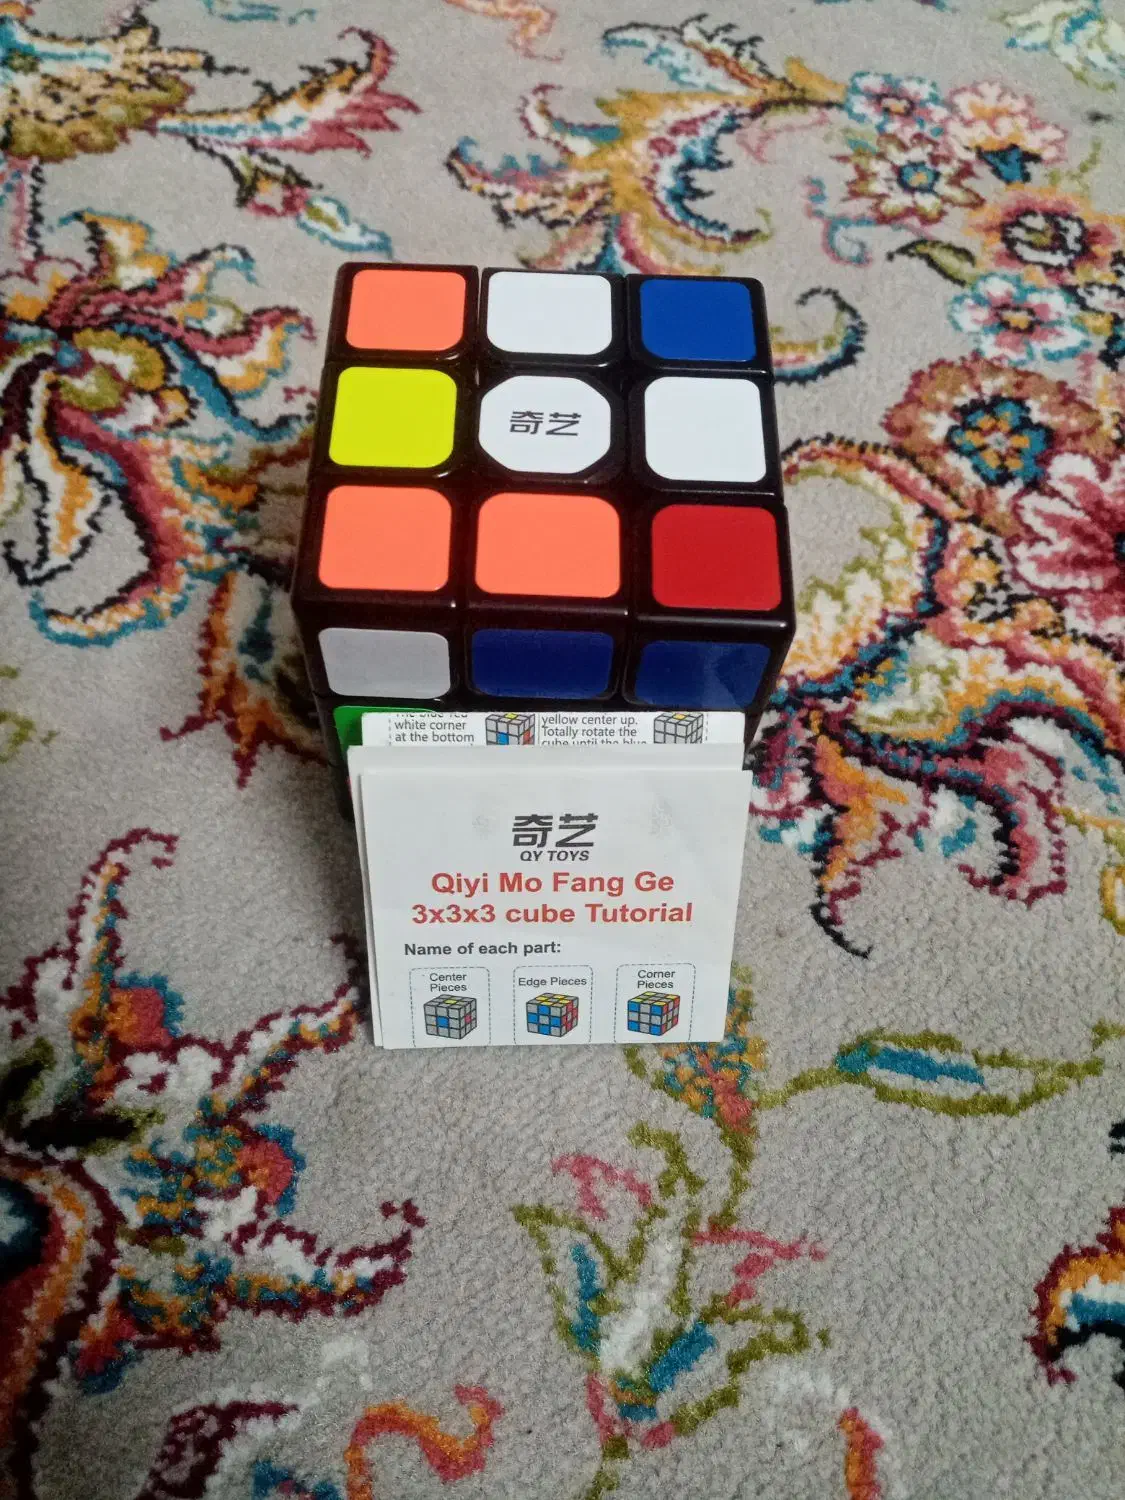 奇艺
The blue-red
white corner
at the bottom
yellow center up.
Totally rotate the
cube until the blue
奇艺
QY TOYS
Qiyi Mo Fang Ge
3x3x3 cube Tutorial
Name of each part:
Center
Pieces
Edge Pieces
Corner
Pieces